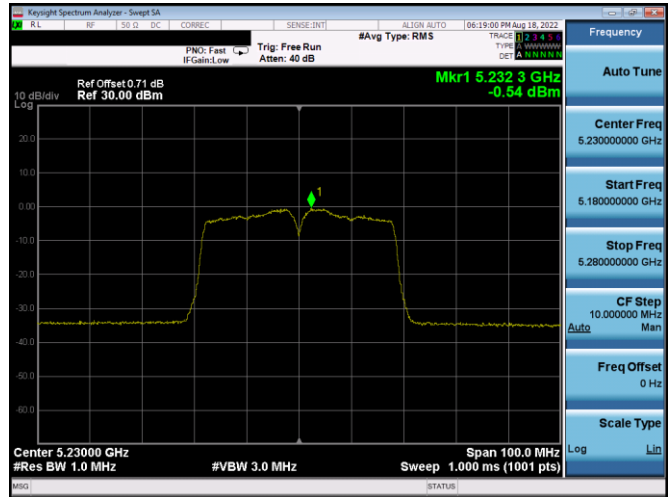 Keysight Spectrum Analyzer - Swept SA
RL RF 50 Ω DC CORREC SENSE:INT ALIGN AUTO 06:19:00 PM Aug 18, 2022
PNO: Fast
IFGain:Low
Trig: Free Run
Atten: 40 dB
#Avg Type: RMS
TRACE 1 2 3 4 5 6
TYPE A WWWWW
DET A N N N N N
Mkr1 5.232 3 GHz
-0.54 dBm
Ref Offset 0.71 dB
10 dB/div Ref 30.00 dBm
Log
20.0
10.0
0.00
-10.0
-20.0
-30.0
-40.0
-50.0
-60.0
1
Center 5.23000 GHz Span 100.0 MHz
#Res BW 1.0 MHz #VBW 3.0 MHz Sweep 1.000 ms (1001 pts)
MSG STATUS
Frequency
Auto Tune
Center Freq
5.230000000 GHz
Start Freq
5.180000000 GHz
Stop Freq
5.280000000 GHz
CF Step
10.000000 MHz
Auto Man
Freq Offset
0 Hz
Scale Type
Log Lin